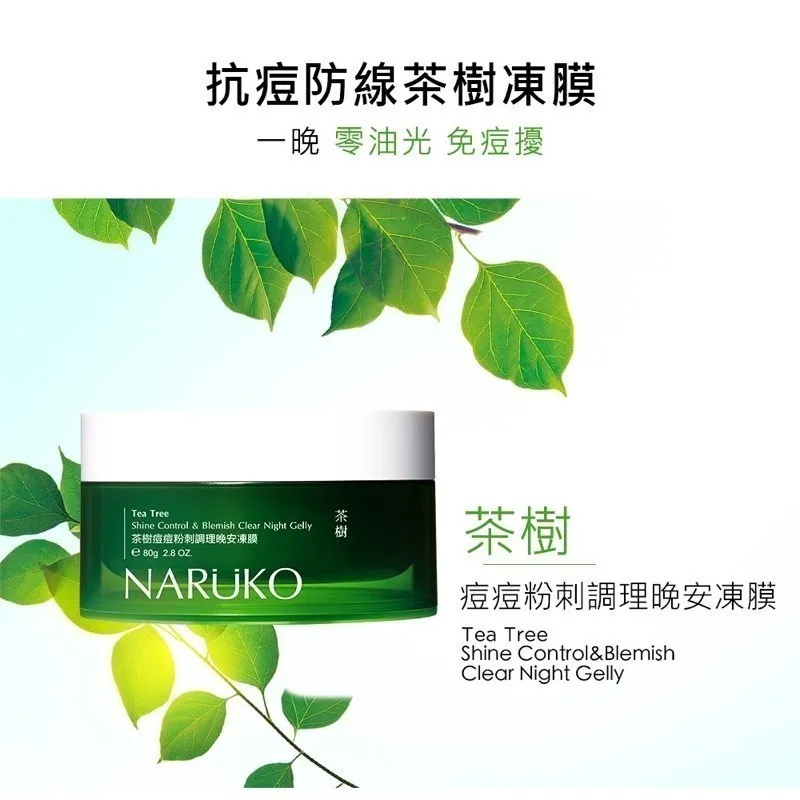 抗痘防線茶樹凍膜
一晚 零油光 免痘擾
Tea Tree
Shine Control & Blemish Clear Night Gelly
茶樹痘痘粉刺調理晚安凍膜
℮ 80g 2.8 OZ.
茶樹
NARÜKO
茶樹
痘痘粉刺調理晚安凍膜
Tea Tree
Shine Control&Blemish
Clear Night Gelly